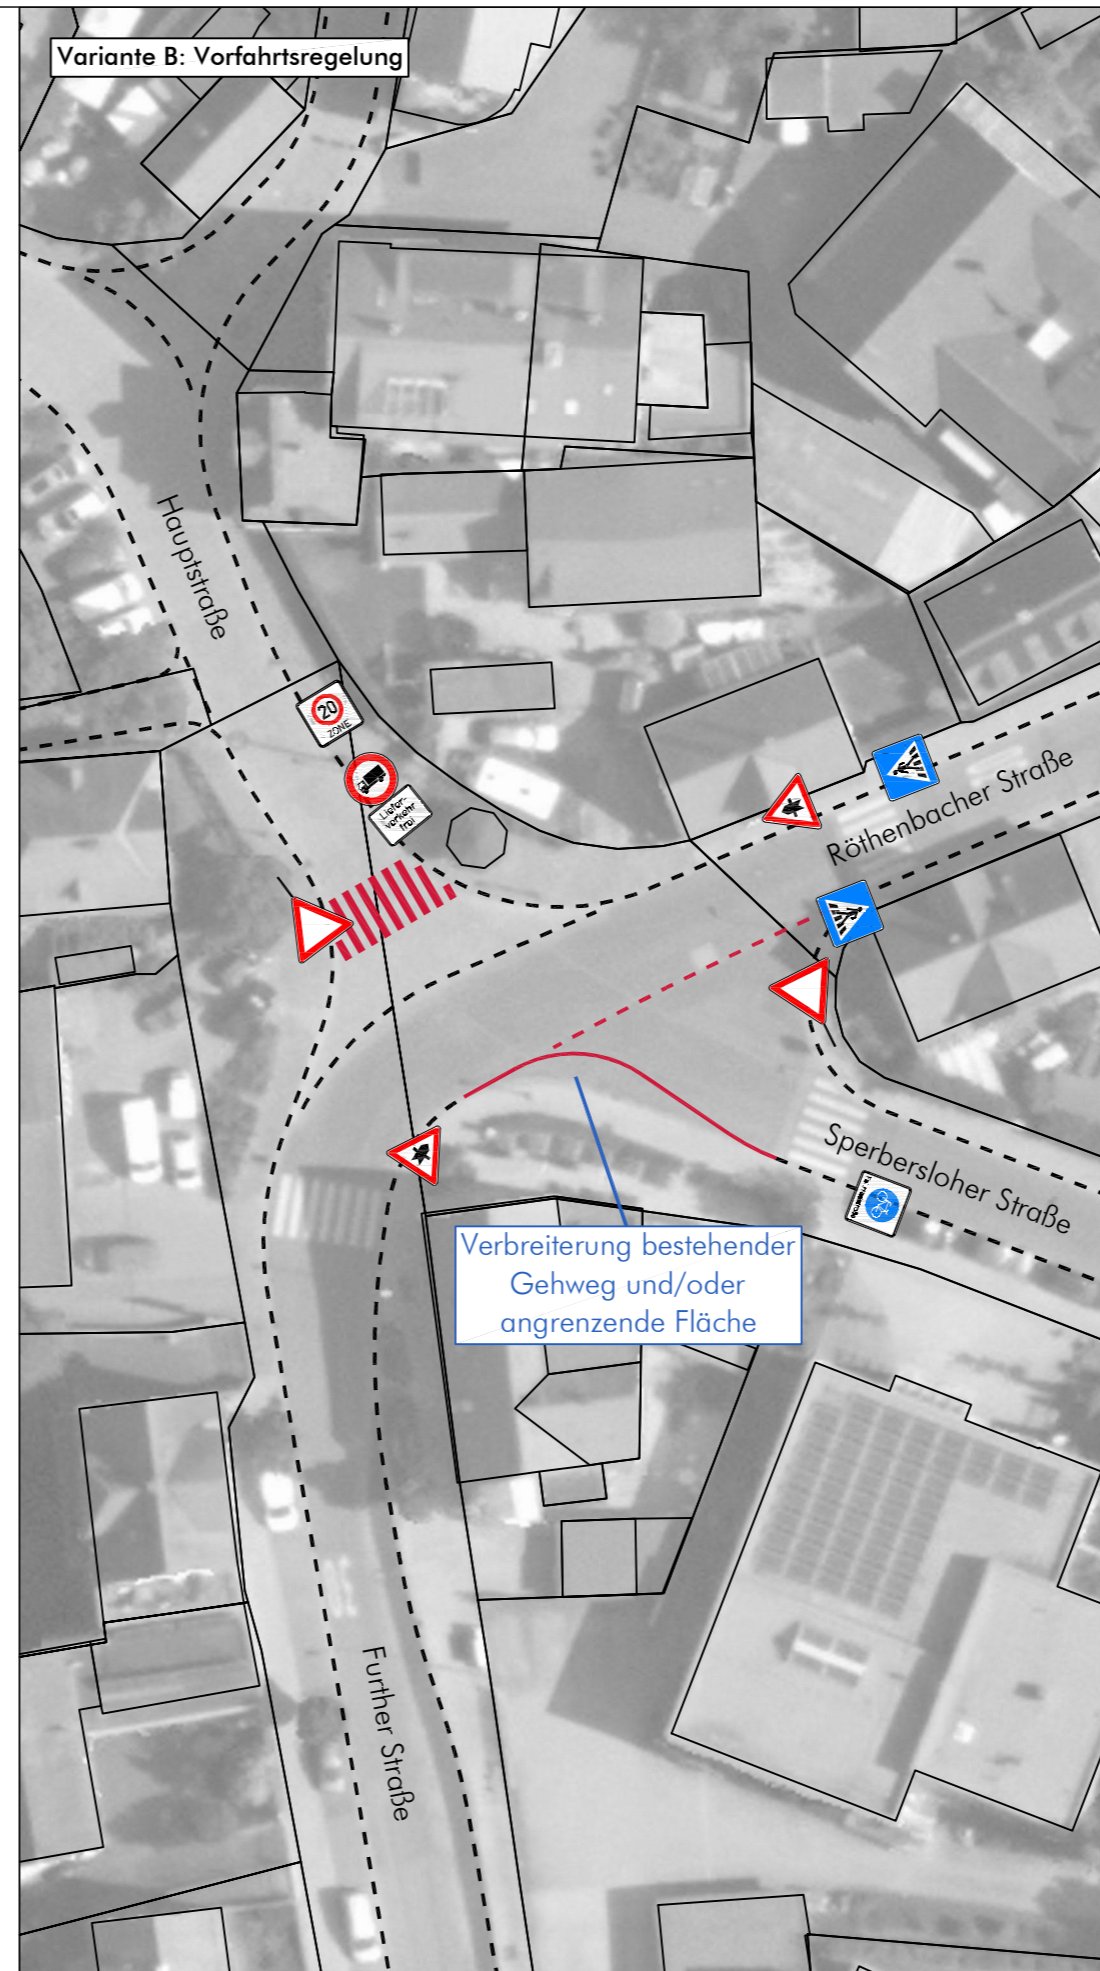 Variante B: Vorfahrtsregelung
Hauptstraße
20
ZONE
Liefer-
verkehr
frei
Röthenbacher Straße
Sperbersloher Straße
Verbreiterung bestehender
Gehweg und/oder
angrenzende Fläche
Further Straße